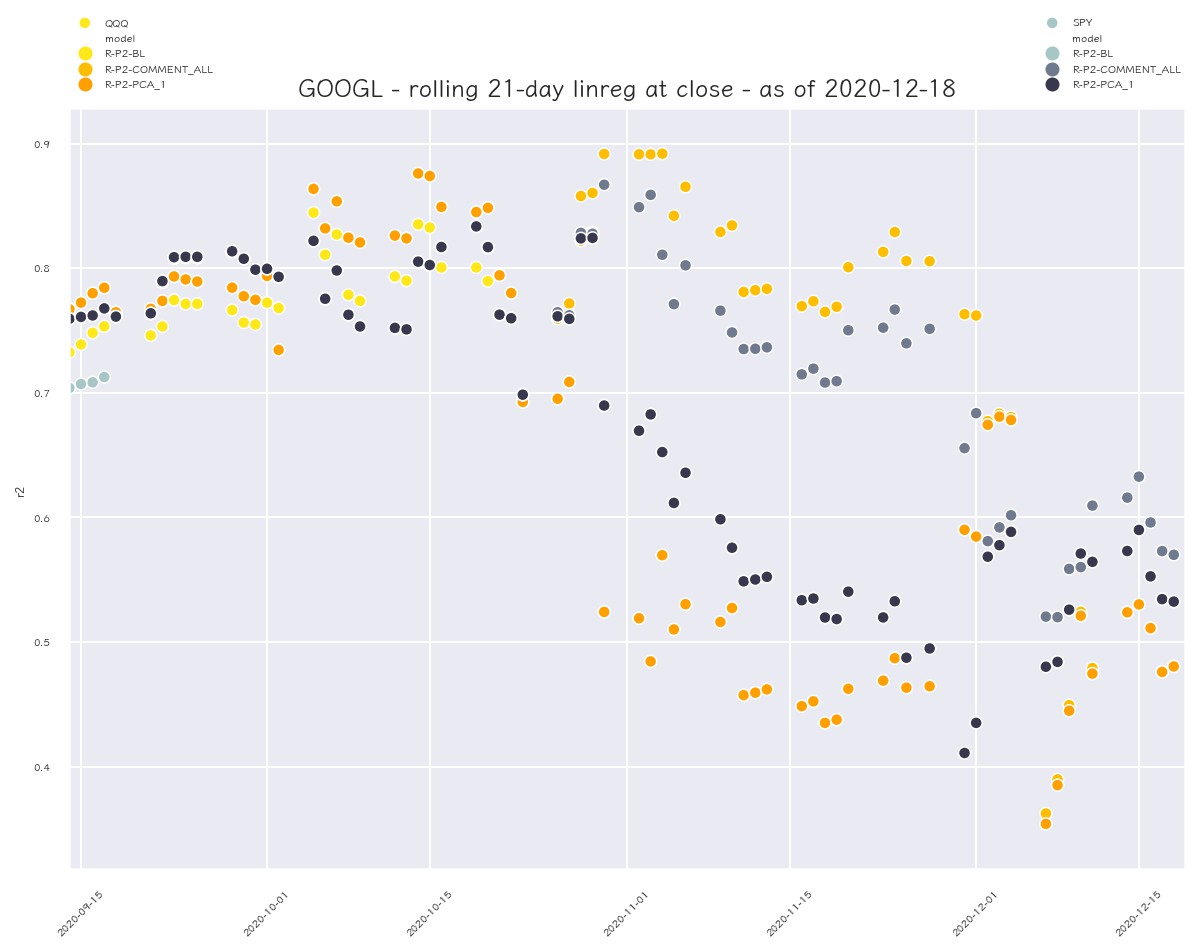 QQQ
model
R-P2-BL
R-P2-COMMENT_ALL
R-P2-PCA_1
SPY
model
R-P2-BL
R-P2-COMMENT_ALL
R-P2-PCA_1
GOOGL - rolling 21-day linreg at close - as of 2020-12-18
0.9
0.8
0.7
0.6
0.5
0.4
r2
2020-09-15
2020-10-01
2020-10-15
2020-11-01
2020-11-15
2020-12-01
2020-12-15